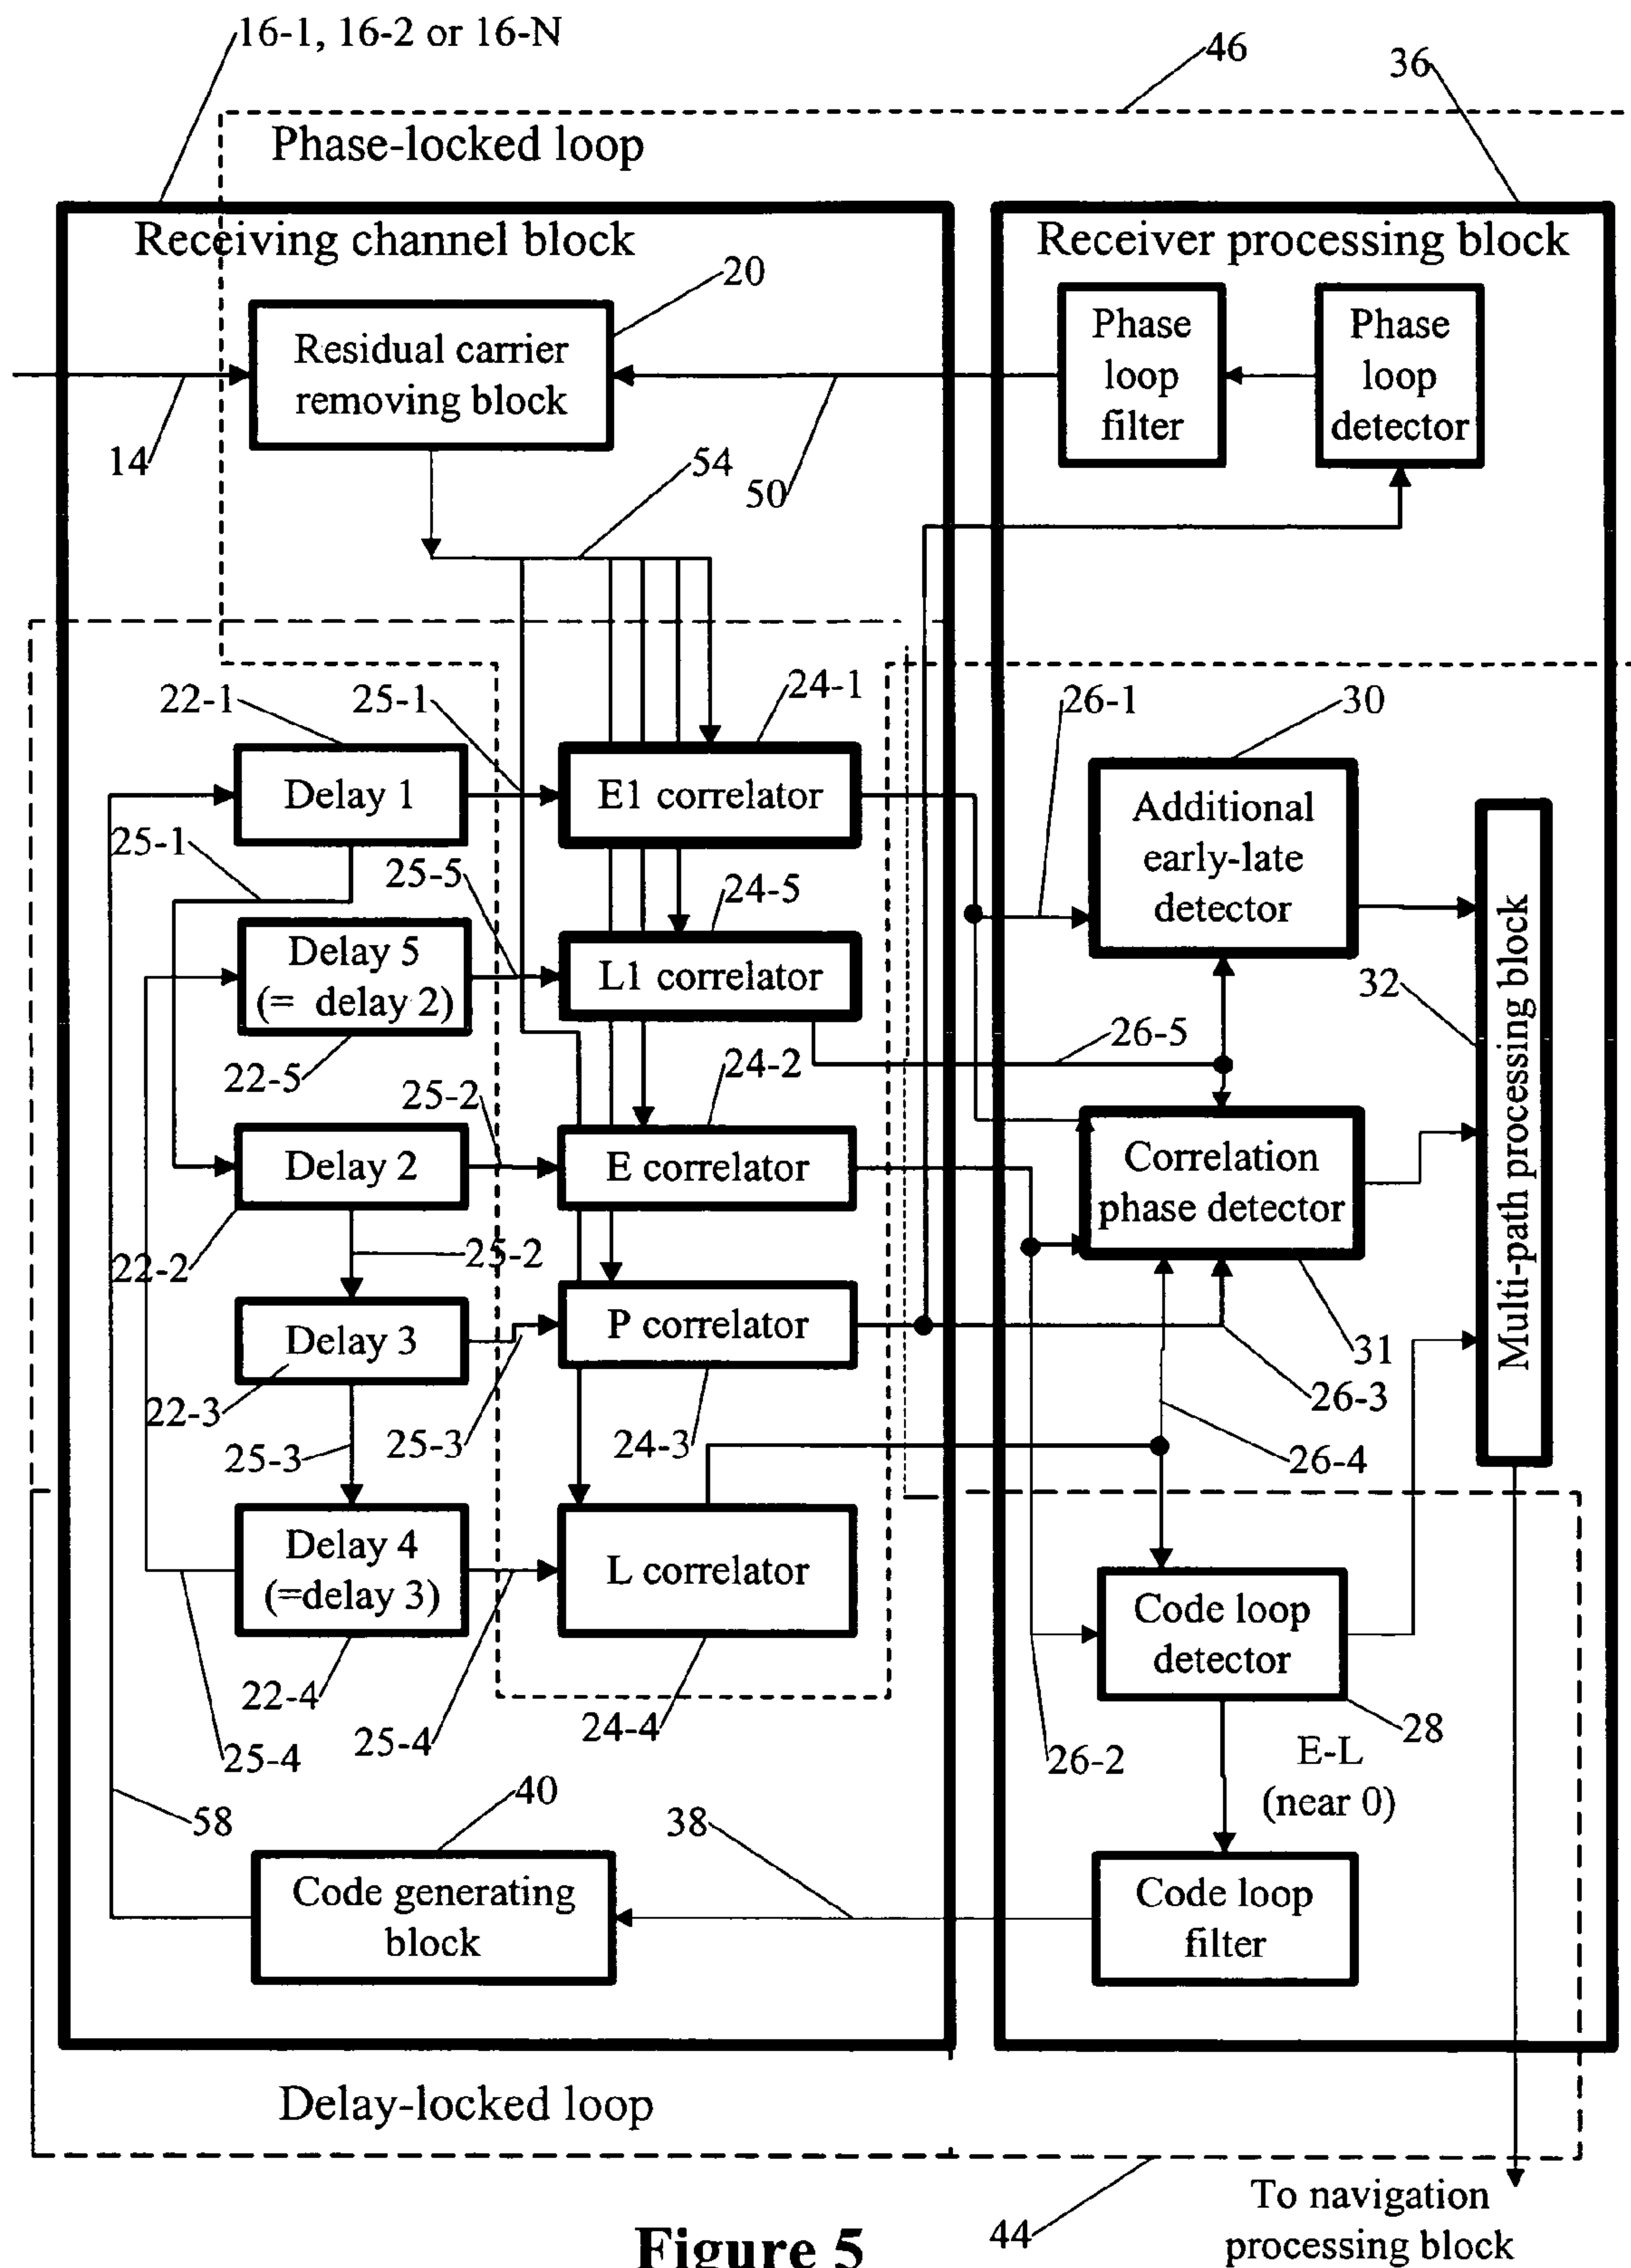 16-1, 16-2 or 16-N
46
36
Phase-locked loop
Receiving channel block
Receiver processing block
20
Residual carrier
removing block
Phase
loop
filter
Phase
loop
detector
14
54
50
22-1
25-1
24-1
26-1
30
Delay 1
E1 correlator
Additional
early-late
detector
25-1
25-5
24-5
Delay 5
(= delay 2)
L1 correlator
32
Multi-path processing block
22-5
26-5
24-2
25-2
Delay 2
E correlator
Correlation
phase detector
22-2
25-2
Delay 3
P correlator
31
22-3
26-3
25-3
25-3
24-3
26-4
Delay 4
(=delay 3)
L correlator
Code loop
detector
22-4
25-4
25-4
24-4
26-2
28
E-L
(near 0)
58
40
38
Code generating
block
Code loop
filter
Delay-locked loop
44
To navigation
processing block
Figure 5